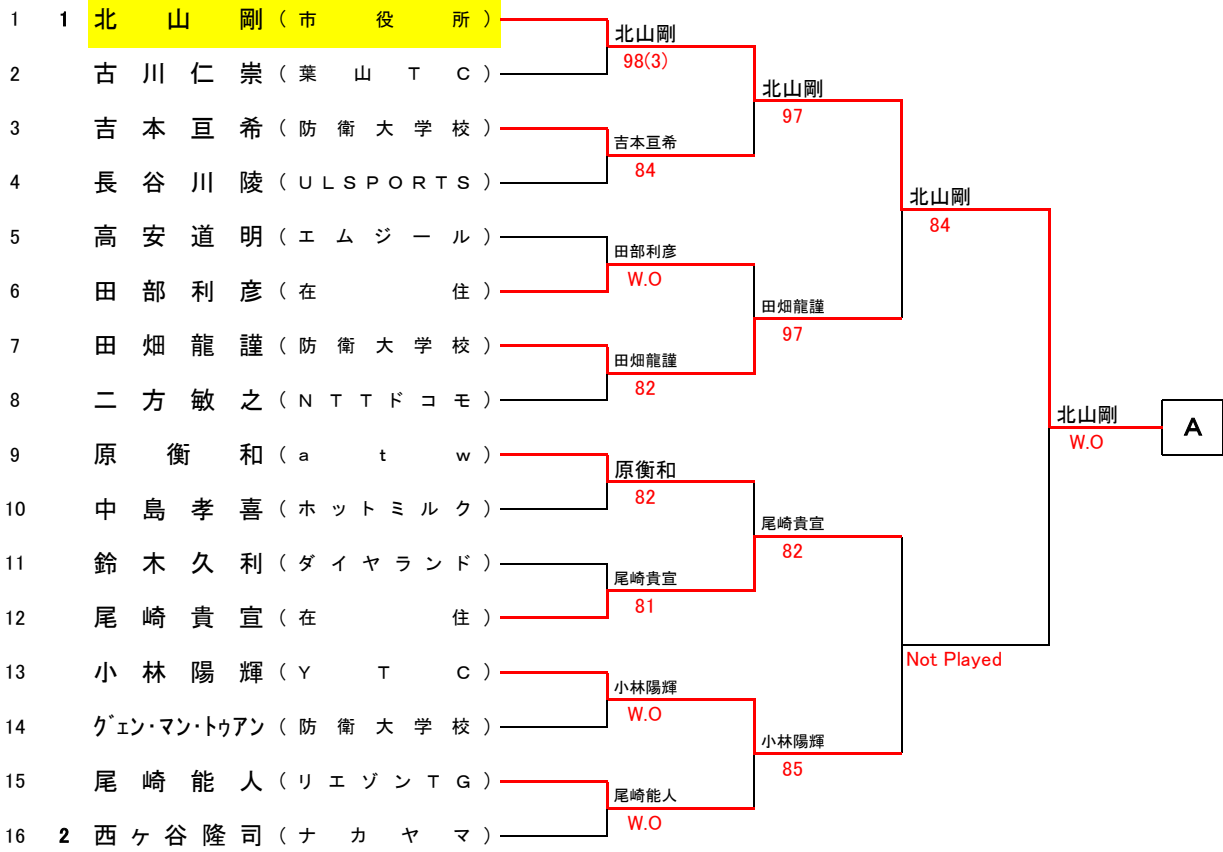 1 1 北山剛(市役所)
2 古川仁崇(葉山TC)
3 吉本亘希(防衛大学校)
4 長谷川陵(ULSPORTS)
5 高安道明(エムジール)
6 田部利彦(在住)
7 田畑龍謹(防衛大学校)
8 二方敏之(NTTドコモ)
9 原衡和(atw)
10 中島孝喜(ホットミルク)
11 鈴木久利(ダイヤランド)
12 尾崎貴宣(在住)
13 小林陽輝(YTC)
14 グェン・マン・トゥアン(防衛大学校)
15 尾崎能人(リエゾンTG)
16 2 西ヶ谷隆司(ナカヤマ)
北山剛
98(3)
吉本亘希
84
田部利彦
W.O
田畑龍謹
82
原衡和
82
尾崎貴宣
81
小林陽輝
W.O
尾崎能人
W.O
北山剛
97
田畑龍謹
97
尾崎貴宣
82
小林陽輝
85
北山剛
84
Not Played
北山剛
W.O
A